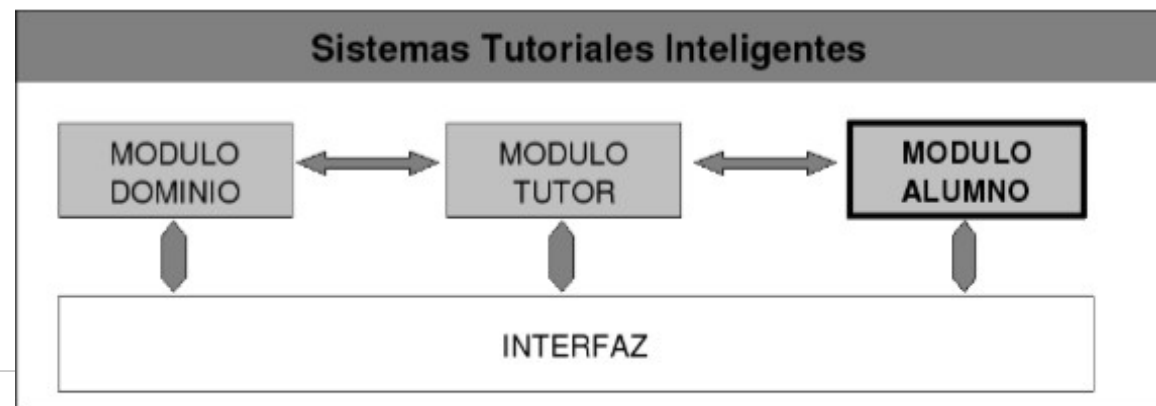 Sistemas Tutoriales Inteligentes
MODULO
DOMINIO
MODULO
TUTOR
MODULO
ALUMNO
INTERFAZ